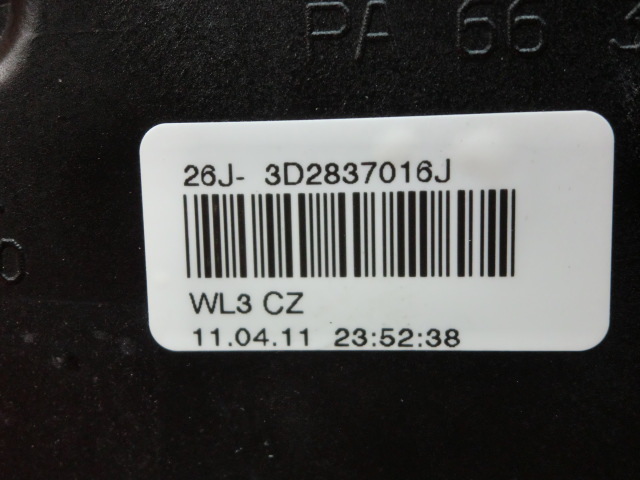 PA 66
26J- 3D2837016J
WL3 CZ
11.04.11 23:52:38